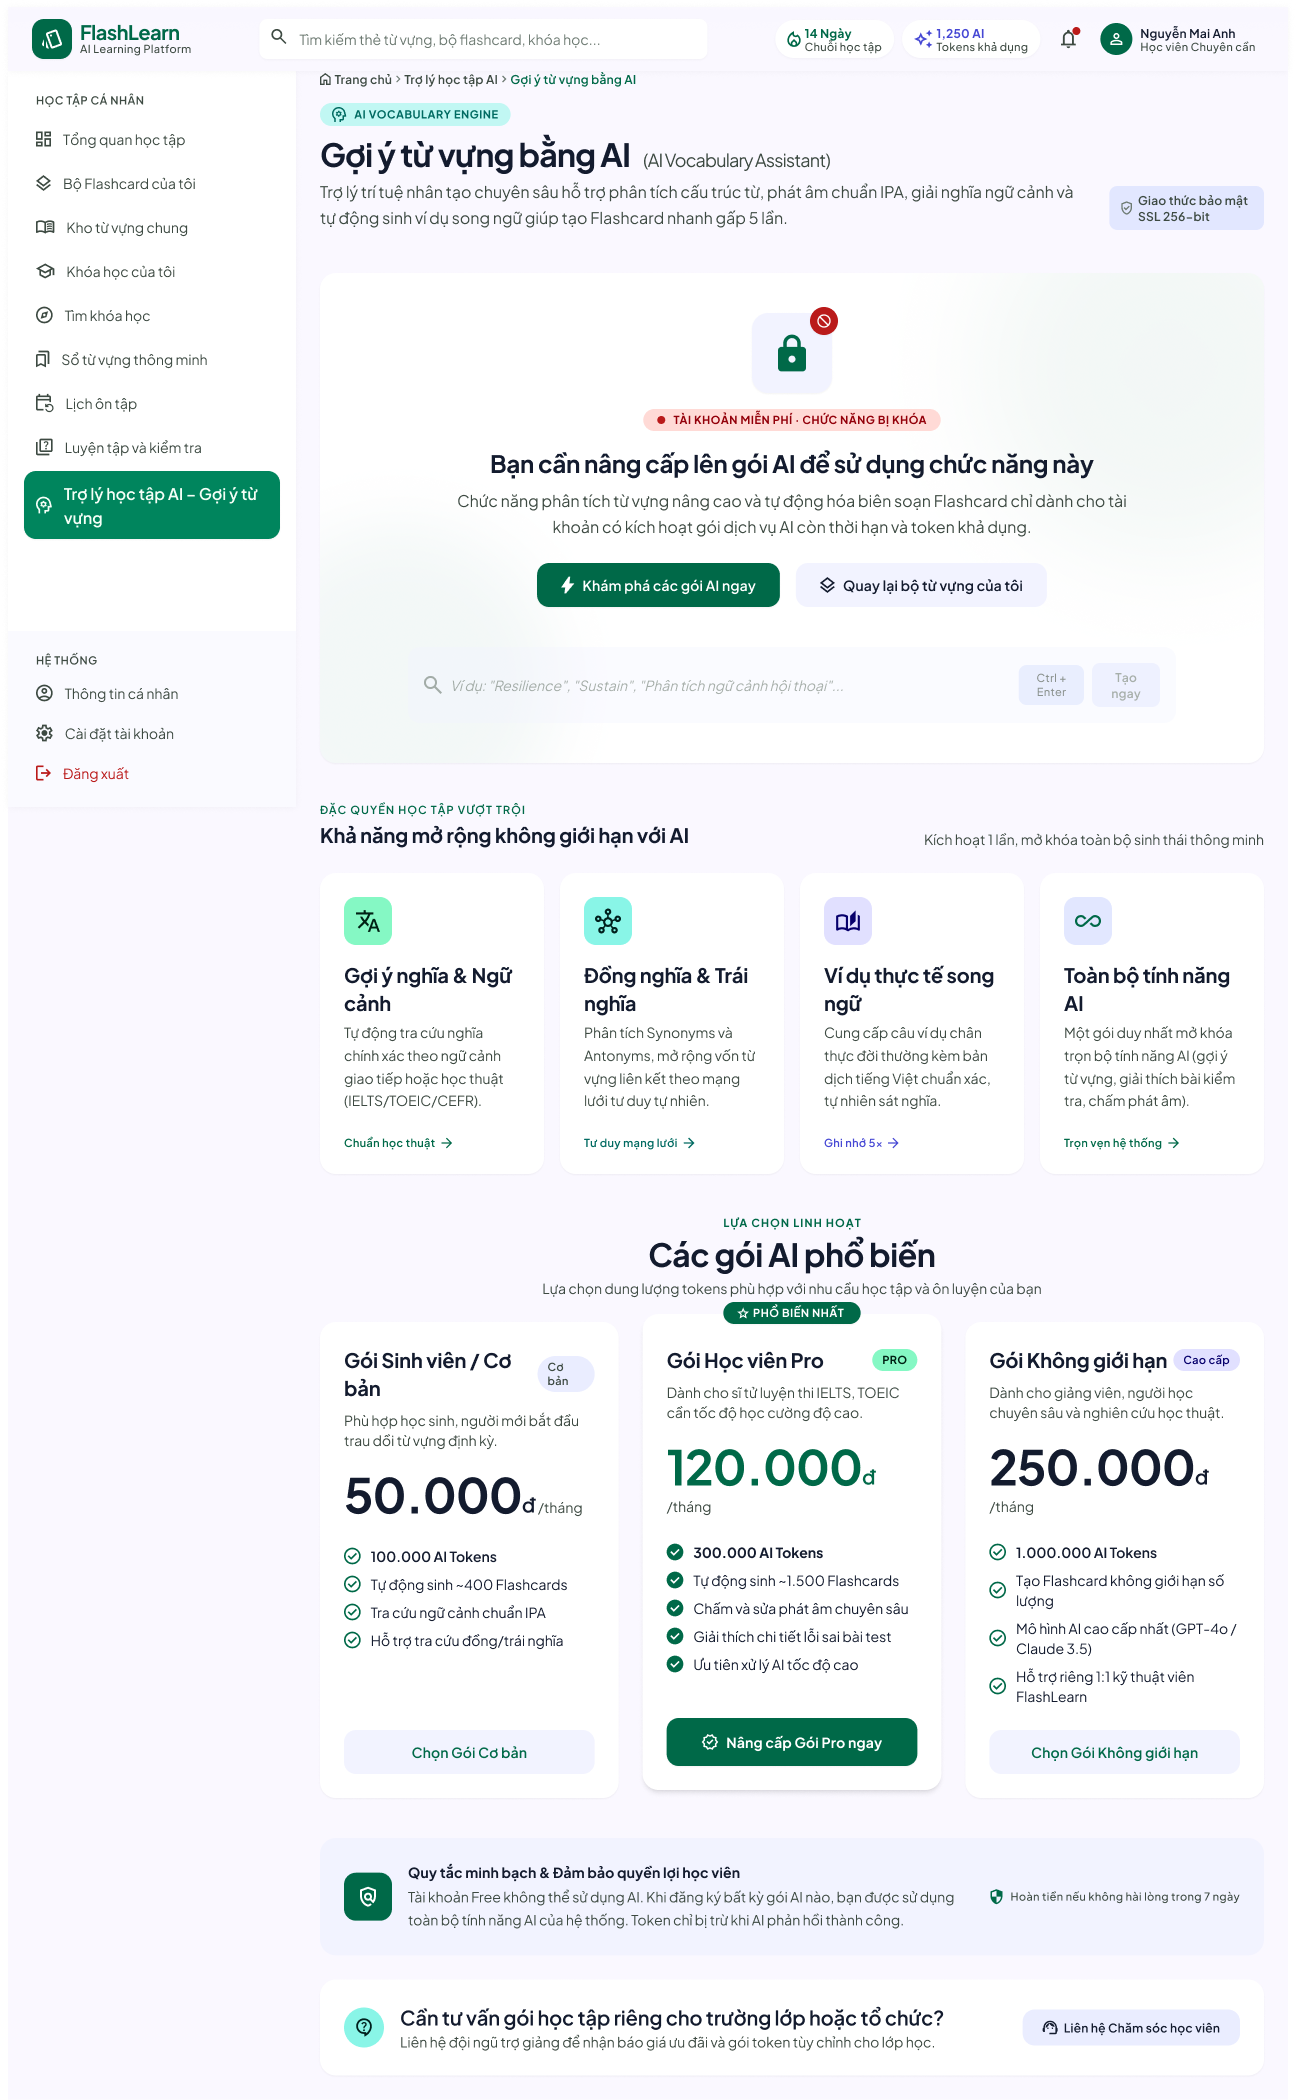 FlashLearn
AI Learning Platform
Tìm kiếm thẻ từ vựng, bộ flashcard, khóa học...
14 Ngày
Chuỗi học tập
1,250 AI
Tokens khả dụng
Nguyễn Mai Anh
Học viên Chuyên cần
HỌC TẬP CÁ NHÂN
Tổng quan học tập
Bộ Flashcard của tôi
Kho từ vựng chung
Khóa học của tôi
Tìm khóa học
Sổ từ vựng thông minh
Lịch ôn tập
Luyện tập và kiểm tra
Trợ lý học tập AI – Gợi ý từ
vựng
HỆ THỐNG
Thông tin cá nhân
Cài đặt tài khoản
Đăng xuất
Trang chủ > Trợ lý học tập AI > Gợi ý từ vựng bằng AI
AI VOCABULARY ENGINE
Gợi ý từ vựng bằng AI (AI Vocabulary Assistant)
Trợ lý trí tuệ nhân tạo chuyên sâu hỗ trợ phân tích cấu trúc từ, phát âm chuẩn IPA, giải nghĩa ngữ cảnh và
tự động sinh ví dụ song ngữ giúp tạo Flashcard nhanh gấp 5 lần.
Giao thức bảo mật
SSL 256-bit
TÀI KHOẢN MIỄN PHÍ · CHỨC NĂNG BỊ KHÓA
Bạn cần nâng cấp lên gói AI để sử dụng chức năng này
Chức năng phân tích từ vựng nâng cao và tự động hóa biên soạn Flashcard chỉ dành cho tài
khoản có kích hoạt gói dịch vụ AI còn thời hạn và token khả dụng.
Khám phá các gói AI ngay
Quay lại bộ từ vựng của tôi
Ví dụ: "Resilience", "Sustain", "Phân tích ngữ cảnh hội thoại"...
Ctrl +
Enter
Tạo
ngay
ĐẶC QUYỀN HỌC TẬP VƯỢT TRỘI
Khả năng mở rộng không giới hạn với AI
Kích hoạt 1 lần, mở khóa toàn bộ sinh thái thông minh
Gợi ý nghĩa & Ngữ
cảnh
Tự động tra cứu nghĩa
chính xác theo ngữ cảnh
giao tiếp hoặc học thuật
(IELTS/TOEIC/CEFR).
Chuẩn học thuật →
Đồng nghĩa & Trái
nghĩa
Phân tích Synonyms và
Antonyms, mở rộng vốn từ
vựng liên kết theo mạng
lưới tư duy tự nhiên.
Tư duy mạng lưới →
Ví dụ thực tế song
ngữ
Cung cấp câu ví dụ chân
thực đời thường kèm bản
dịch tiếng Việt chuẩn xác,
tự nhiên sát nghĩa.
Ghi nhớ 5× →
Toàn bộ tính năng
AI
Một gói duy nhất mở khóa
trọn bộ tính năng AI (gợi ý
từ vựng, giải thích bài kiểm
tra, chấm phát âm).
Trọn vẹn hệ thống →
LỰA CHỌN LINH HOẠT
Các gói AI phổ biến
Lựa chọn dung lượng tokens phù hợp với nhu cầu học tập và ôn luyện của bạn
Gói Sinh viên / Cơ
bản
Cơ
bản
Phù hợp học sinh, người mới bắt đầu
trau dồi từ vựng định kỳ.
50.000đ /tháng
100.000 AI Tokens
Tự động sinh ~400 Flashcards
Tra cứu ngữ cảnh chuẩn IPA
Hỗ trợ tra cứu đồng/trái nghĩa
Chọn Gói Cơ bản
PHỔ BIẾN NHẤT
Gói Học viên Pro
PRO
Dành cho sĩ tử luyện thi IELTS, TOEIC
cần tốc độ học cường độ cao.
120.000đ
/tháng
300.000 AI Tokens
Tự động sinh ~1.500 Flashcards
Chấm và sửa phát âm chuyên sâu
Giải thích chi tiết lỗi sai bài test
Ưu tiên xử lý AI tốc độ cao
Nâng cấp Gói Pro ngay
Gói Không giới hạn
Cao cấp
Dành cho giảng viên, người học
chuyên sâu và nghiên cứu học thuật.
250.000đ
/tháng
1.000.000 AI Tokens
Tạo Flashcard không giới hạn số
lượng
Mô hình AI cao cấp nhất (GPT-4o /
Claude 3.5)
Hỗ trợ riêng 1:1 kỹ thuật viên
FlashLearn
Chọn Gói Không giới hạn
Quy tắc minh bạch & Đảm bảo quyền lợi học viên
Tài khoản Free không thể sử dụng AI. Khi đăng ký bất kỳ gói AI nào, bạn được sử dụng
toàn bộ tính năng AI của hệ thống. Token chỉ bị trừ khi AI phản hồi thành công.
Hoàn tiền nếu không hài lòng trong 7 ngày
Cần tư vấn gói học tập riêng cho trường lớp hoặc tổ chức?
Liên hệ đội ngũ trợ giảng để nhận báo giá ưu đãi và gói token tùy chỉnh cho lớp học.
Liên hệ Chăm sóc học viên